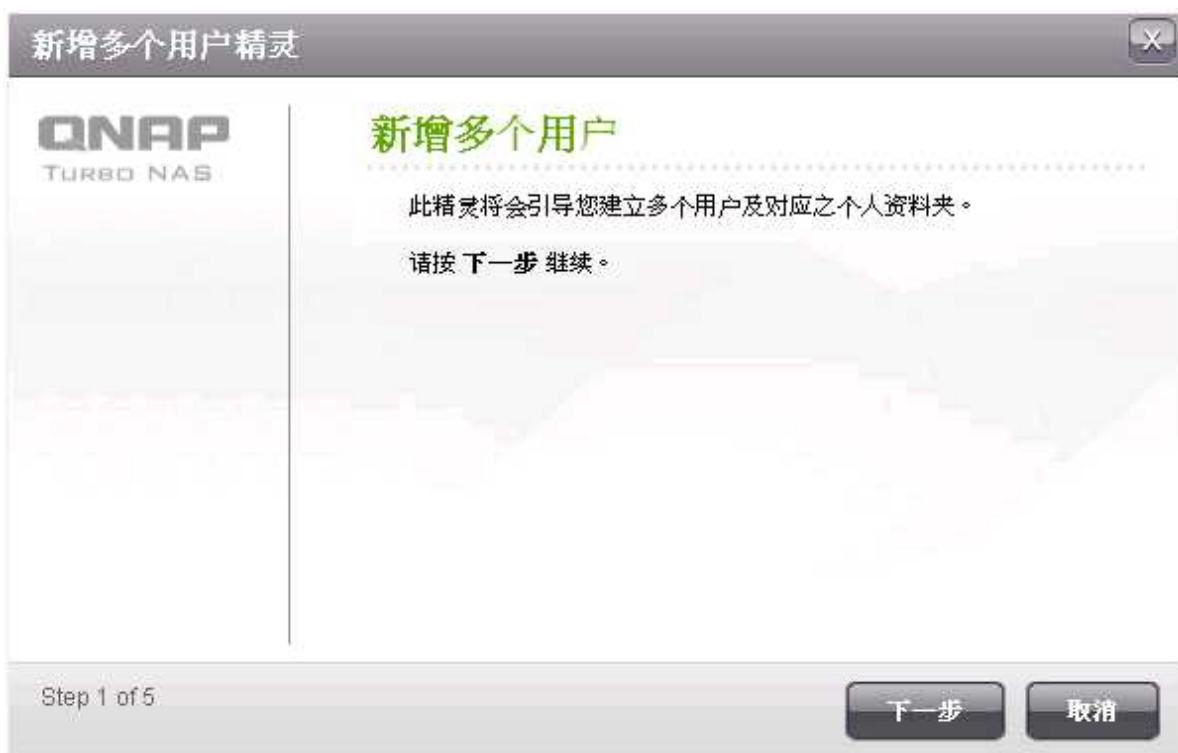 新增多个用户精灵
X
QNAP
TURBO NAS
新增多个用户
此精灵将会引导您建立多个用户及对应之个人资料夹。
请按 下一步 继续。
Step 1 of 5
下一步
取消